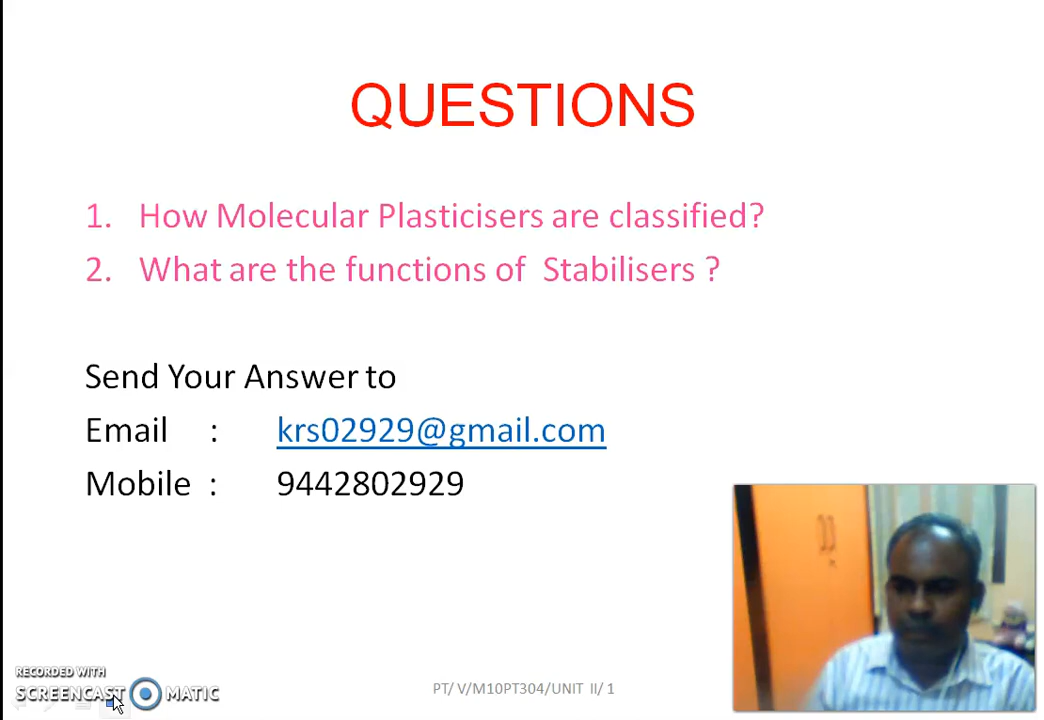 QUESTIONS
1. How Molecular Plasticisers are classified?
2. What are the functions of Stabilisers ?
Send Your Answer to
Email : krs02929@gmail.com
Mobile : 9442802929
RECORDED WITH
SCREENCAST MATIC
PT/ V/M10PT304/UNIT II/ 1